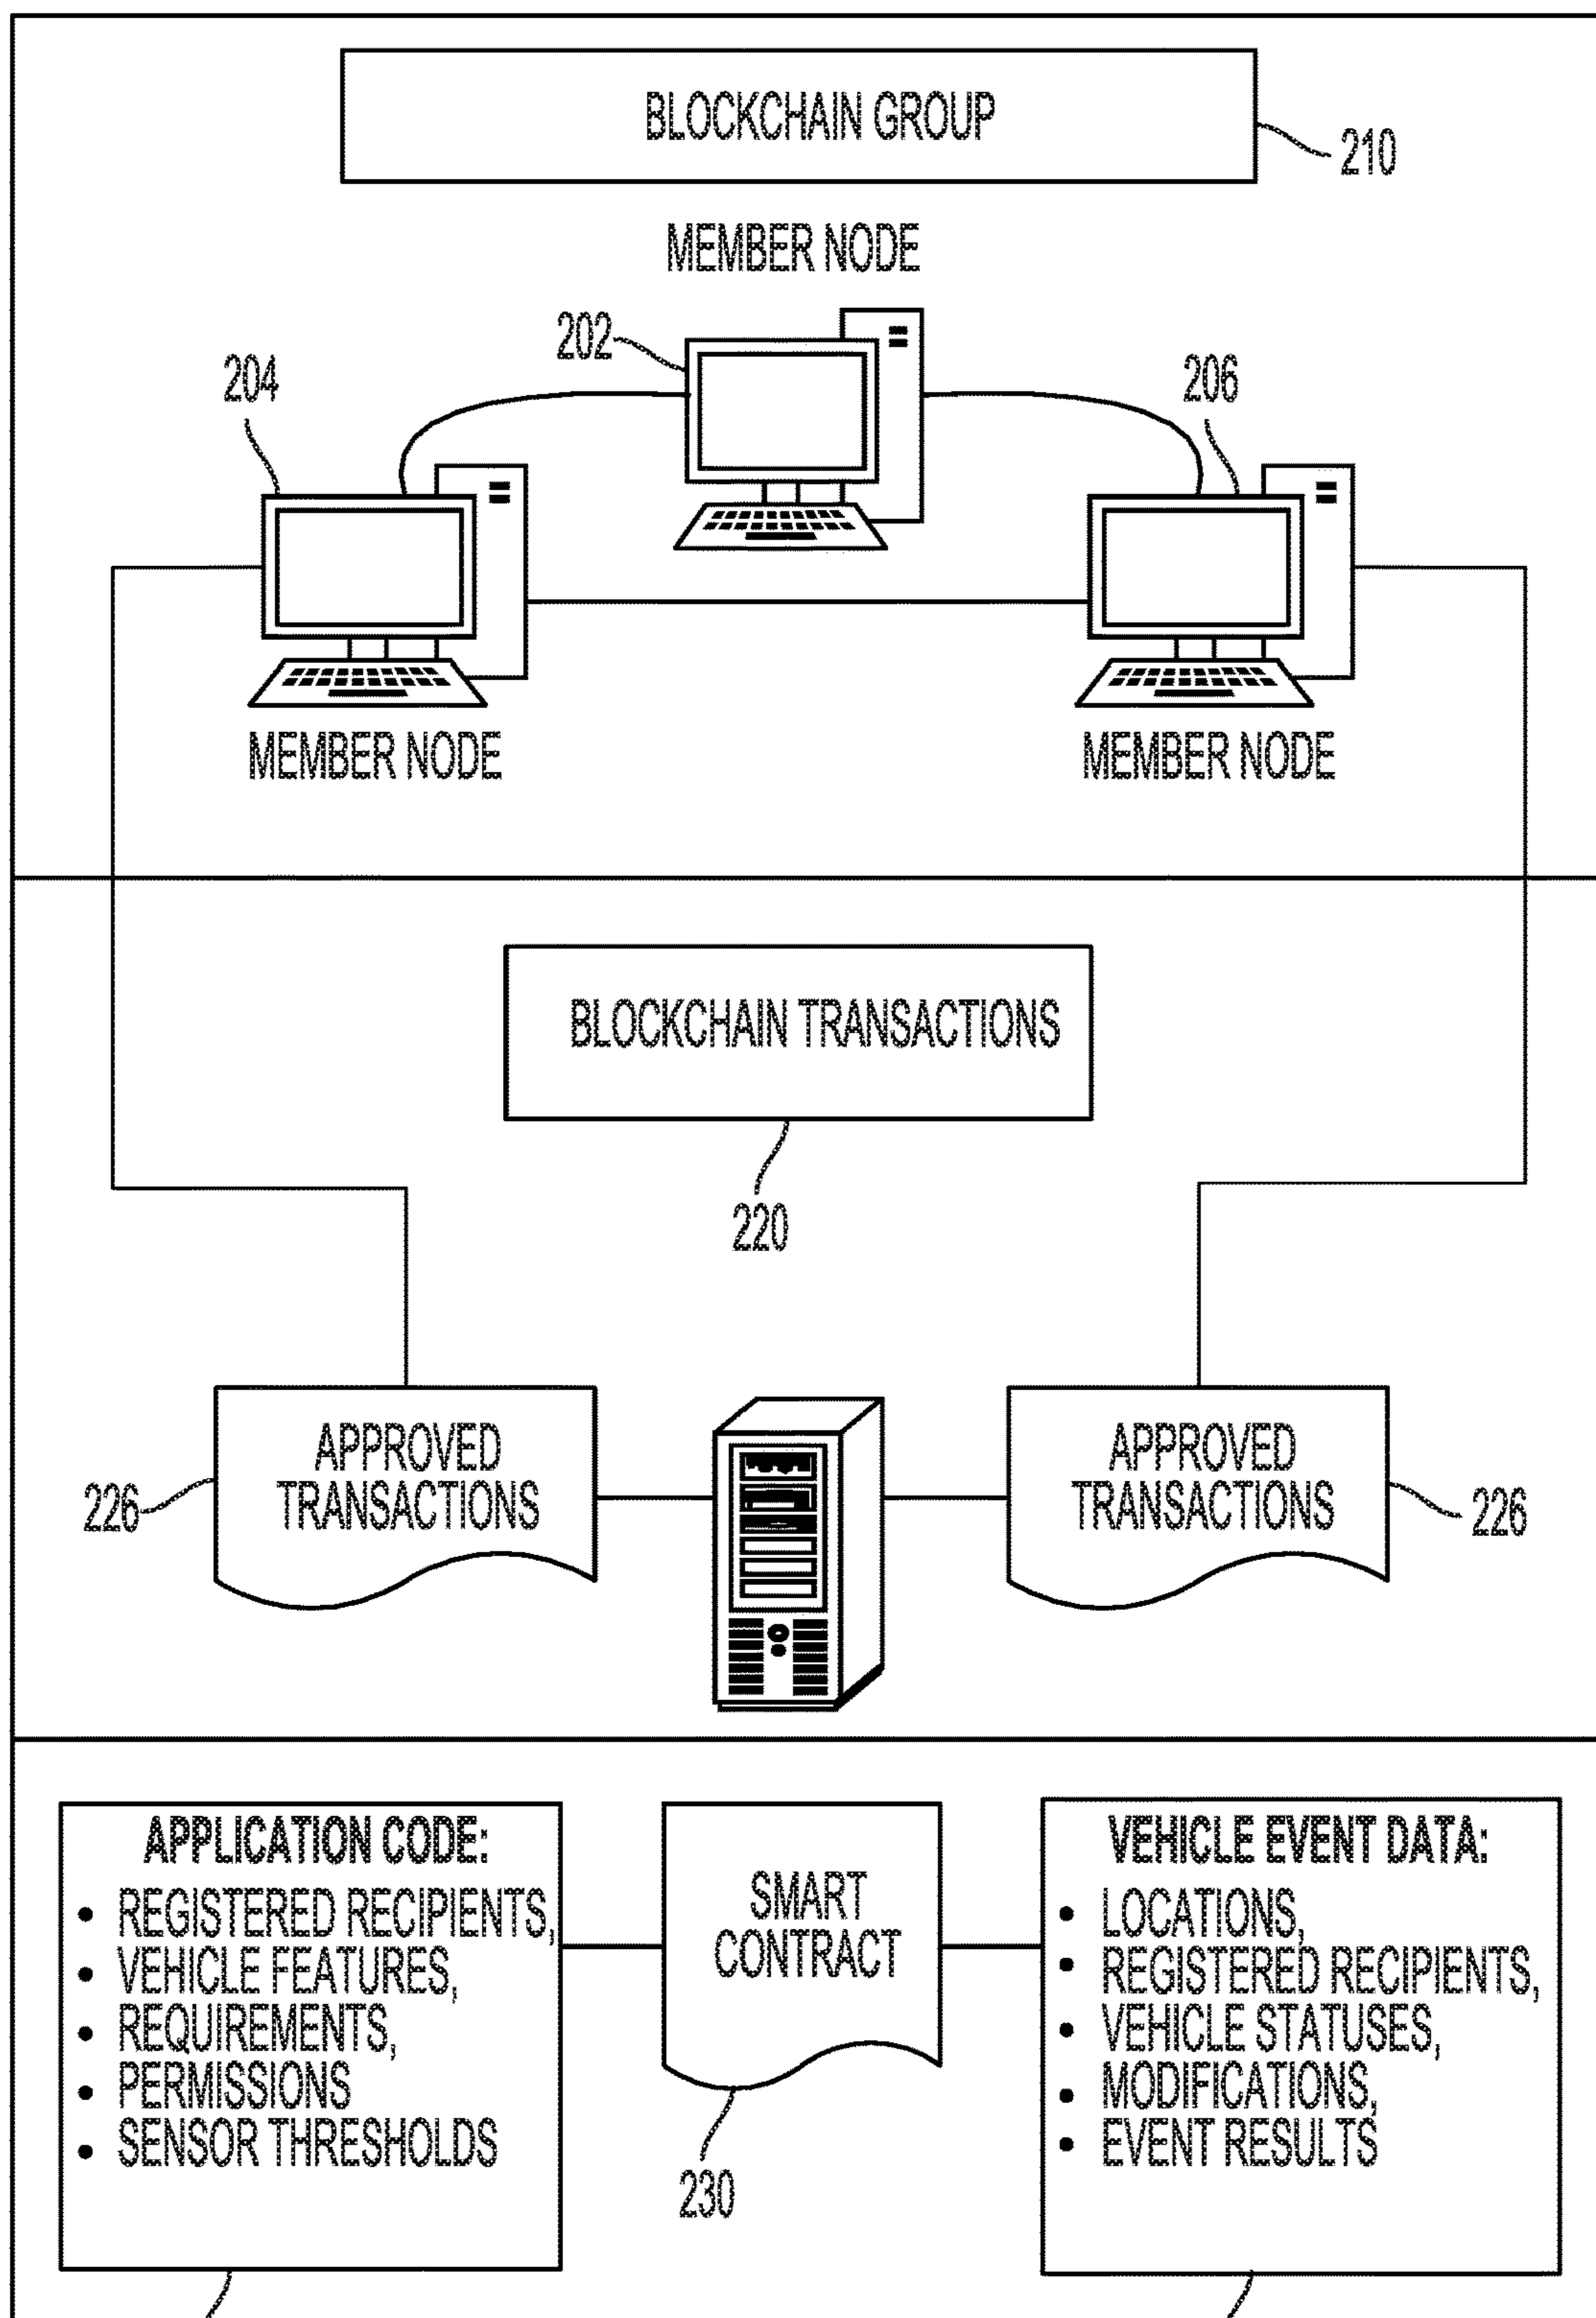 BLOCKCHAIN GROUP
210
MEMBER NODE
202
204
206
MEMBER NODE
MEMBER NODE
BLOCKCHAIN TRANSACTIONS
220
APPROVED
TRANSACTIONS
226
APPROVED
TRANSACTIONS
226
APPLICATION CODE:
• REGISTERED RECIPIENTS,
• VEHICLE FEATURES,
• REQUIREMENTS,
• PERMISSIONS
• SENSOR THRESHOLDS
SMART
CONTRACT
230
VEHICLE EVENT DATA:
• LOCATIONS,
• REGISTERED RECIPIENTS,
• VEHICLE STATUSES,
• MODIFICATIONS,
• EVENT RESULTS